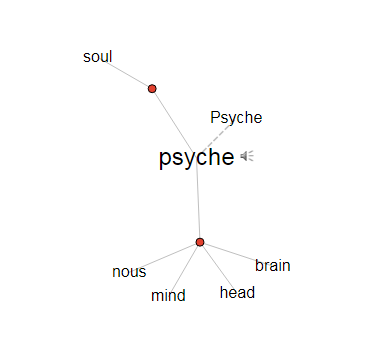 soul
Psyche
psyche
nous
mind
head
brain